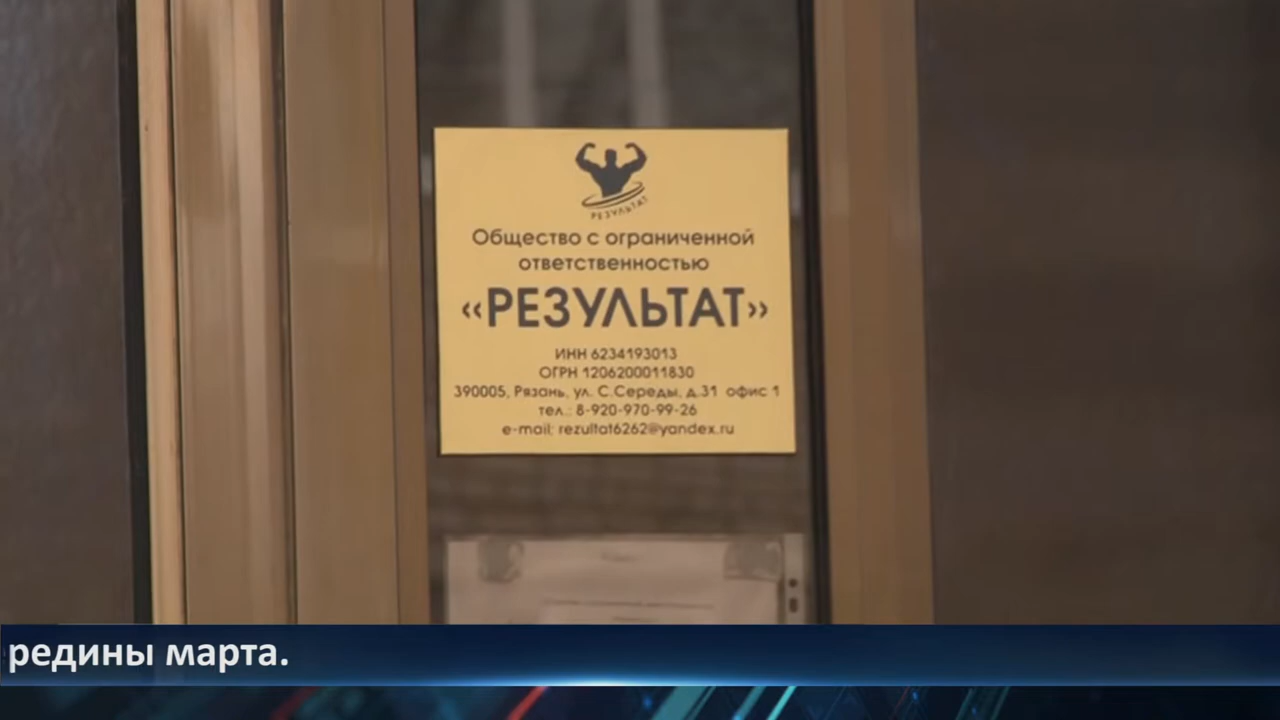 РЕЗУЛЬТАТ
Общество с ограниченной
ответственностью
«РЕЗУЛЬТАТ»
ИНН 6234193013
ОГРН 1206200011830
390005, Рязань, ул. С.Середы, д.31 офис 1
тел.: 8-920-970-99-26
e-mail; rezultat6262@yandex.ru
редины марта.